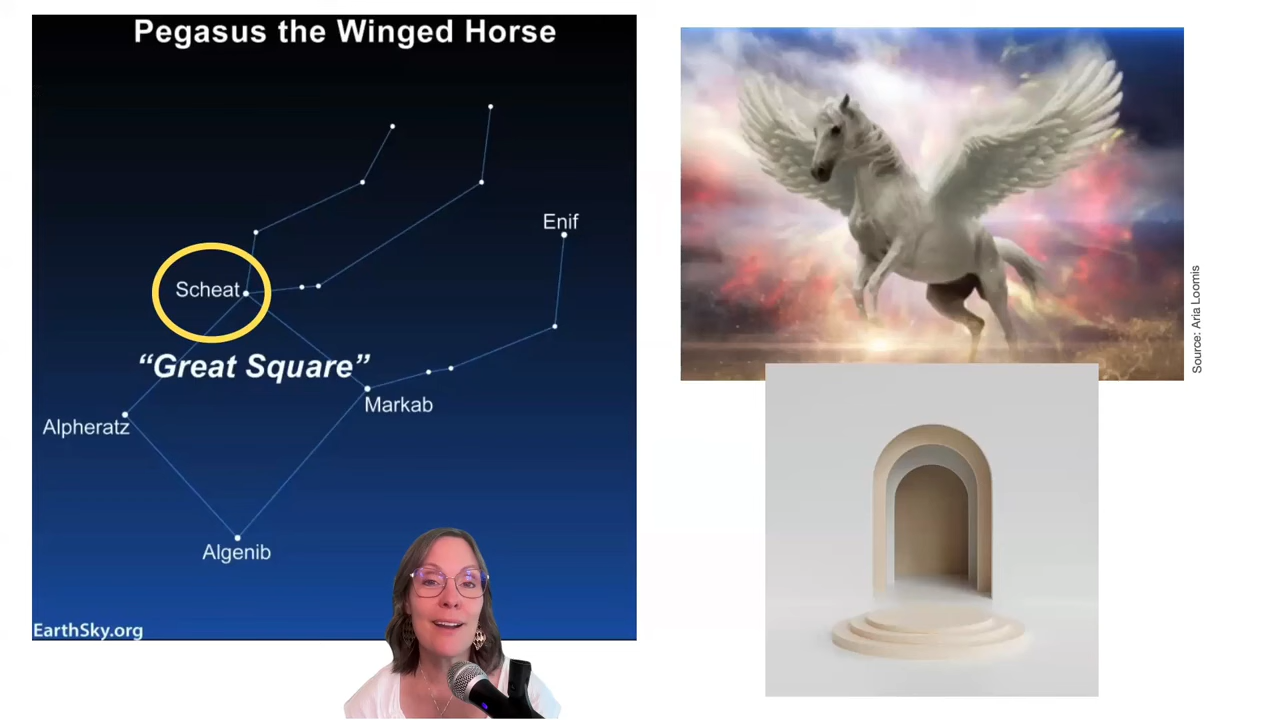 Pegasus the Winged Horse
Enif
Scheat
“Great Square”
Markab
Alpheratz
Algenib
EarthSky.org
Source: Aria Loomis